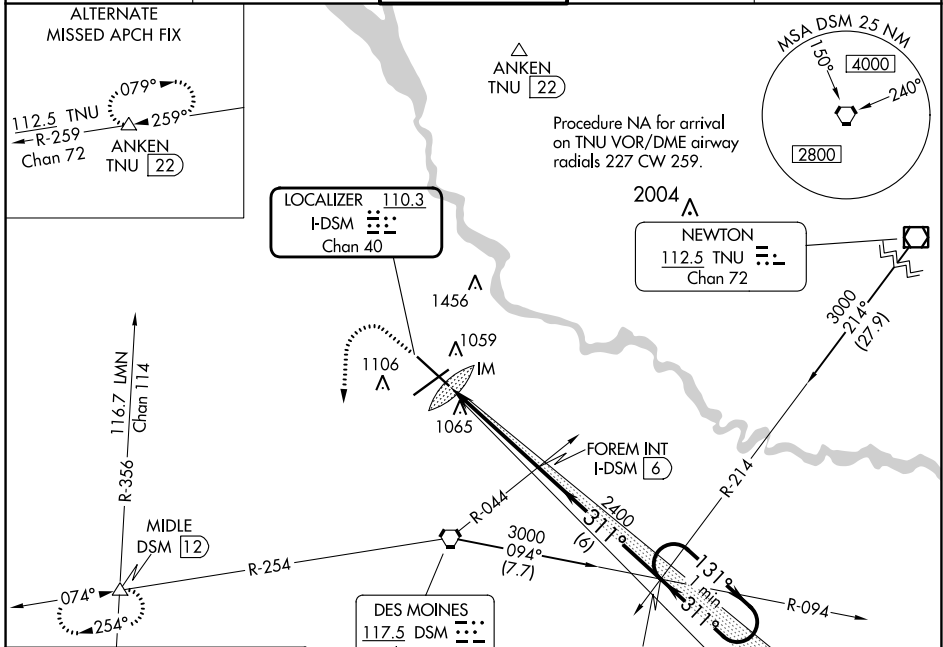 ALTERNATE
MISSED APCH FIX
079°
112.5 TNU
R-259
Chan 72
259°
ANKEN
TNU 22
ANKEN
TNU 22
MSA DSM 25 NM
150°
4000
240°
2800
Procedure NA for arrival
on TNU VOR/DME airway
radials 227 CW 259.
2004
LOCALIZER 110.3
I-DSM
Chan 40
NEWTON
112.5 TNU
Chan 72
1456
3000
214°
(27.9)
1059
IM
1106
1065
116.7 LMN
Chan 114
R-356
FOREM INT
I-DSM 6
R-214
R-044
2400
311°
(6)
MIDLE
DSM 12
3000
094°
(7.7)
R-254
131°
1 min
311°
R-094
074°
254°
DES MOINES
117.5 DSM